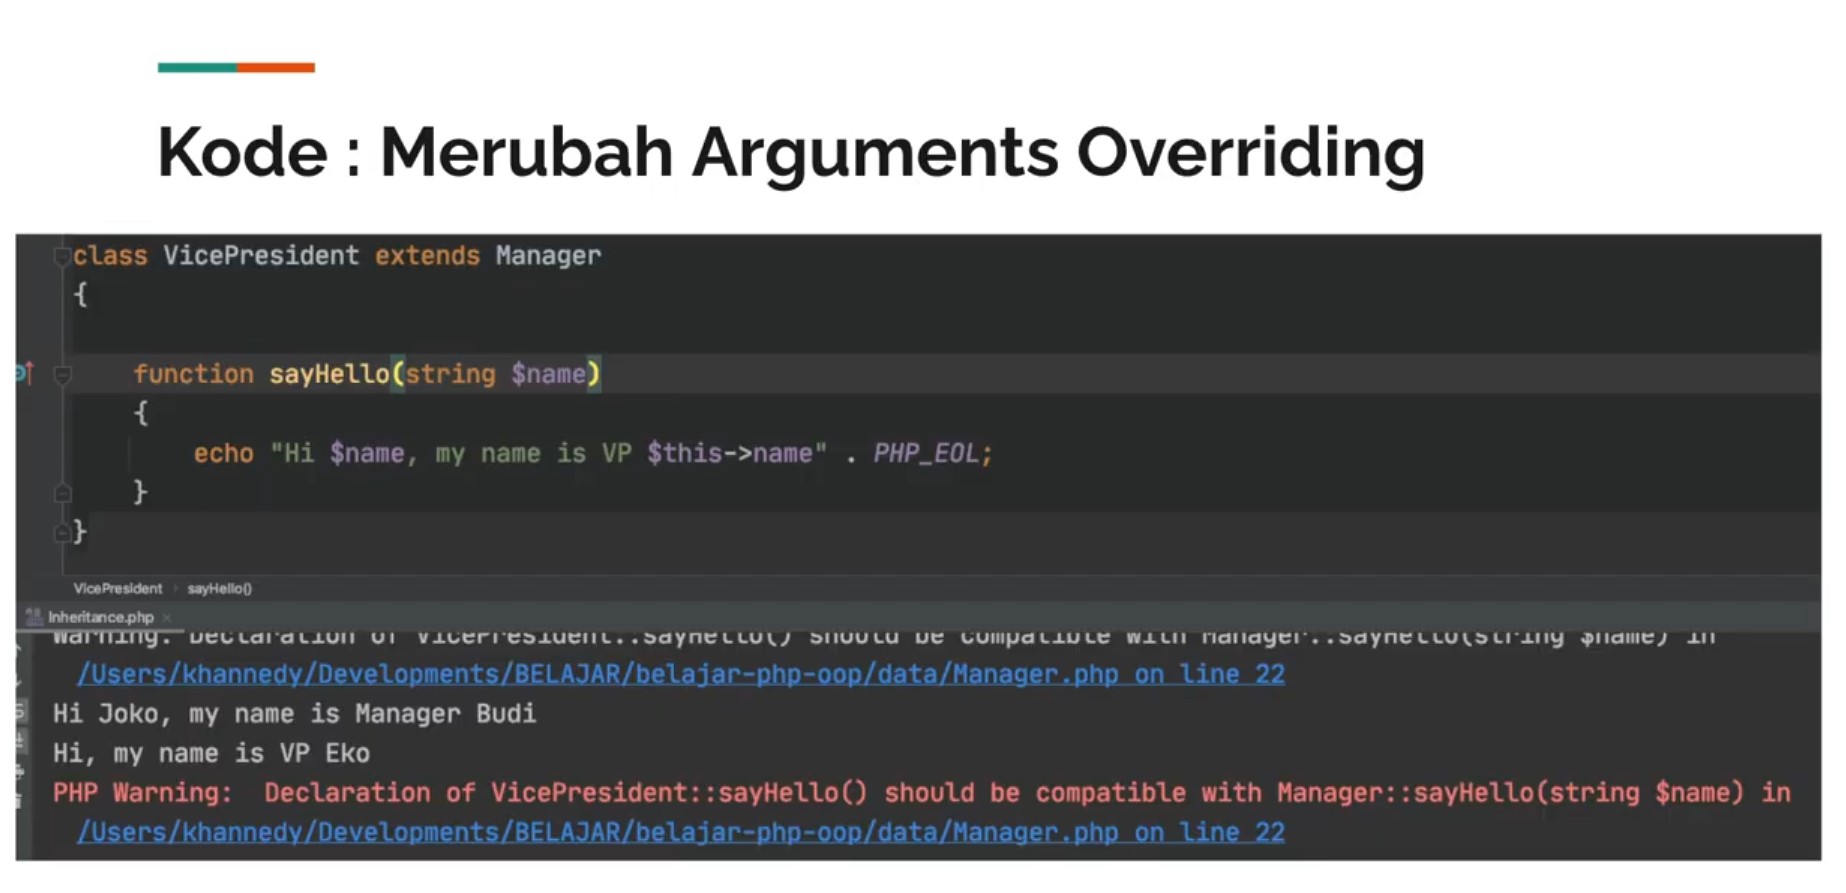 Kode : Merubah Arguments Overriding
class VicePresident extends Manager
{
function sayHello(string $name)
{
echo "Hi $name, my name is VP $this->name" . PHP_EOL;
}
}
VicePresident › sayHello()
Inheritance.php ×
Warning: Declaration of VicePresident::sayHello() should be compatible with Manager::sayHello(string $name) in
/Users/khannedy/Developments/BELAJAR/belajar-php-oop/data/Manager.php on line 22
Hi Joko, my name is Manager Budi
Hi, my name is VP Eko
PHP Warning:  Declaration of VicePresident::sayHello() should be compatible with Manager::sayHello(string $name) in
/Users/khannedy/Developments/BELAJAR/belajar-php-oop/data/Manager.php on line 22